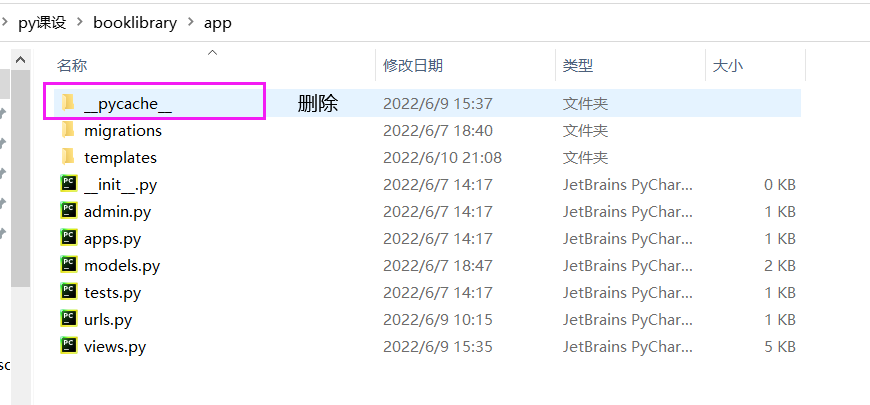 py课设 booklibrary app
名称 修改日期 类型 大小
__pycache__ 删除 2022/6/9 15:37 文件夹
migrations 2022/6/7 18:40 文件夹
templates 2022/6/10 21:08 文件夹
__init__.py 2022/6/7 14:17 JetBrains PyChar... 0 KB
admin.py 2022/6/7 14:17 JetBrains PyChar... 1 KB
apps.py 2022/6/7 14:17 JetBrains PyChar... 1 KB
models.py 2022/6/7 18:47 JetBrains PyChar... 2 KB
tests.py 2022/6/7 14:17 JetBrains PyChar... 1 KB
urls.py 2022/6/9 10:15 JetBrains PyChar... 1 KB
views.py 2022/6/9 15:35 JetBrains PyChar... 5 KB